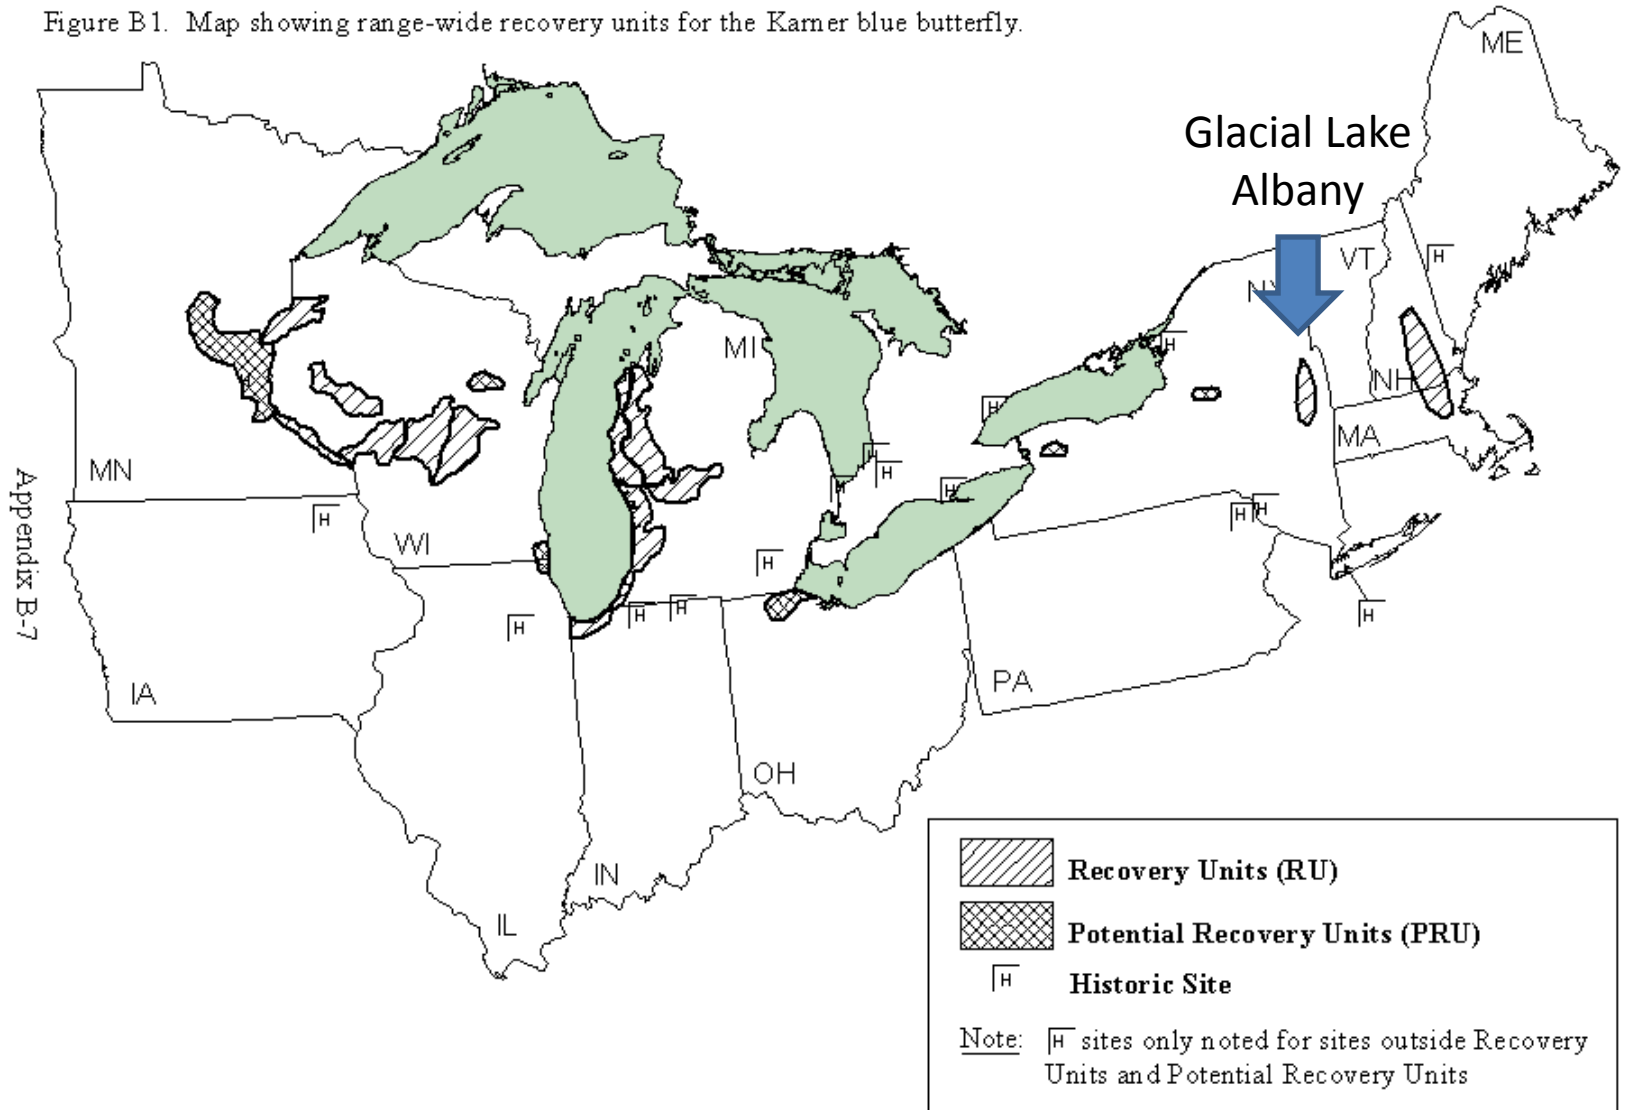 Figure B1. Map showing range-wide recovery units for the Karner blue butterfly.
ME
Glacial Lake
Albany
VT
H
NY
MI
H
NH
H
MA
H
H
MN
H
H
H
H
H
WI
H
H
H
H
H
Appendix B-7
PA
IA
OH
IN
IL
Recovery Units (RU)
Potential Recovery Units (PRU)
H Historic Site
Note: H sites only noted for sites outside Recovery
Units and Potential Recovery Units